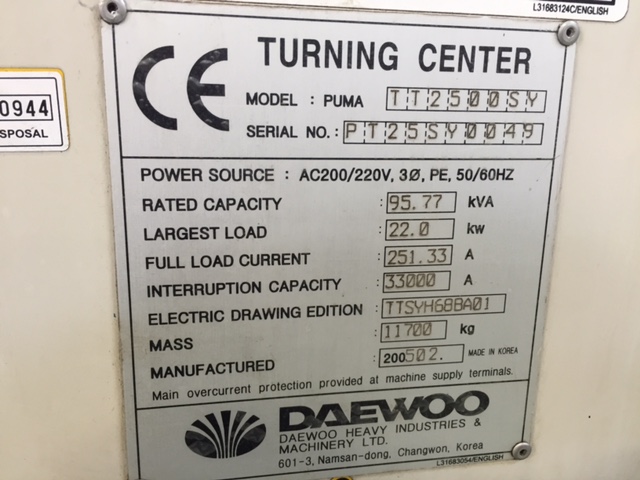 L31683124C/ENGLISH
0944
SPOSAL
CE
TURNING CENTER
MODEL : PUMA TT2500SY
SERIAL NO. : PT25SY0049
POWER SOURCE : AC200/220V, 3Ø, PE, 50/60HZ
RATED CAPACITY : 95.77 kVA
LARGEST LOAD : 22.0 kw
FULL LOAD CURRENT : 251.33 A
INTERRUPTION CAPACITY : 33000 A
ELECTRIC DRAWING EDITION : TTSYH68BA01
MASS : 11700 kg
MANUFACTURED : 200502. MADE IN KOREA
Main overcurrent protection provided at machine supply terminals.
DAEWOO
DAEWOO HEAVY INDUSTRIES &
MACHINERY LTD.
601-3, Namsan-dong, Changwon, Korea
L31683054/ENGLISH